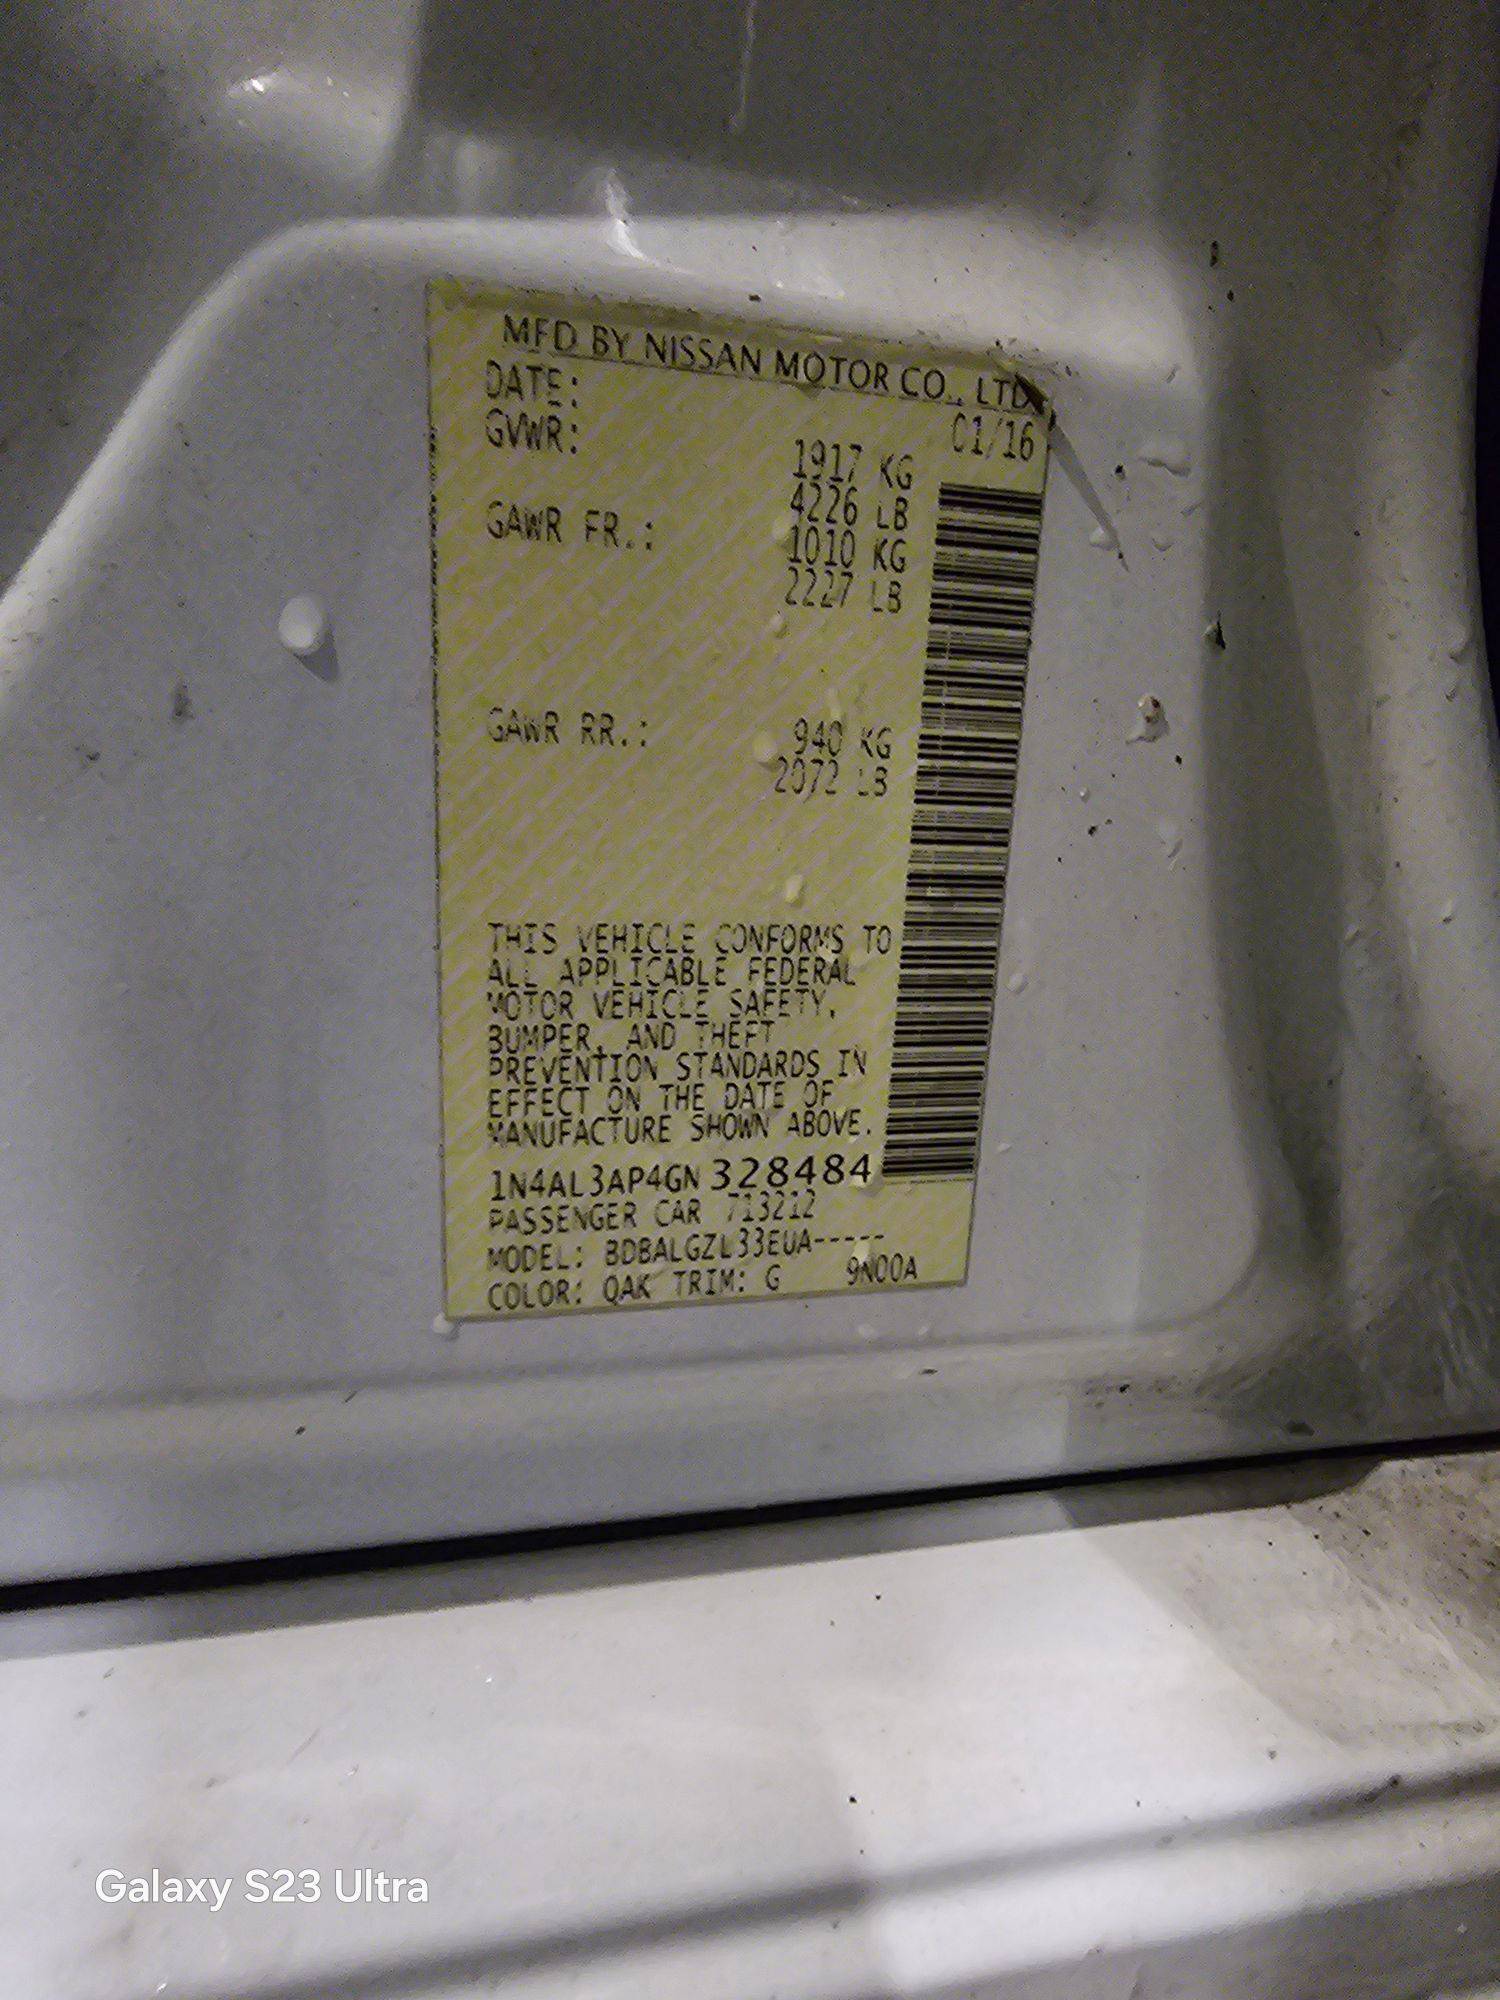 MFD BY NISSAN MOTOR CO., LTD.
DATE: 01/16
GVWR: 1917 KG
4226 LB
GAWR FR.: 1010 KG
2227 LB
GAWR RR.: 940 KG
2072 LB
THIS VEHICLE CONFORMS TO
ALL APPLICABLE FEDERAL
MOTOR VEHICLE SAFETY,
BUMPER, AND THEFT
PREVENTION STANDARDS IN
EFFECT ON THE DATE OF
MANUFACTURE SHOWN ABOVE.
1N4AL3AP4GN328484
PASSENGER CAR 713212
MODEL: BDBALGZL33EUA-----
COLOR: QAK TRIM: G 9N00A
Galaxy S23 Ultra